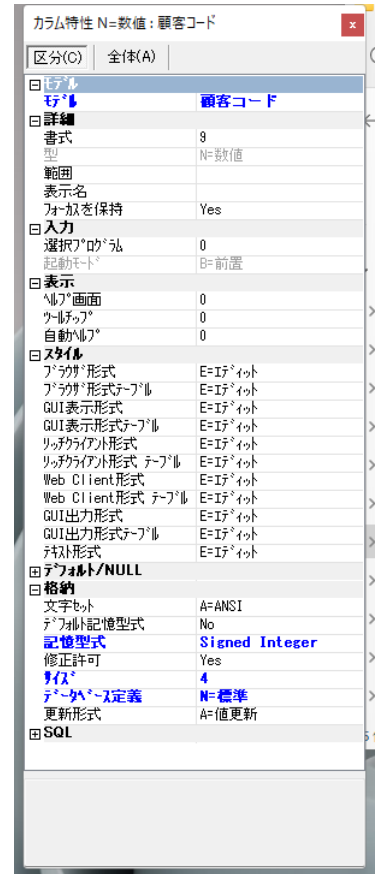 カラム特性 N=数値 : 顧客コード
区分(C) 全体(A)
ﾓﾃﾞﾙ
ﾓﾃﾞﾙ 顧客コード
詳細
書式 9
型 N=数値
範囲
表示名
ﾌｫｰｶｽを保持 Yes
入力
選択ﾌﾟﾛｸﾞﾗﾑ 0
起動ﾓｰﾄﾞ B=前置
表示
ﾍﾙﾌﾟ画面 0
ﾂｰﾙﾁｯﾌﾟ 0
自動ﾍﾙﾌﾟ 0
ｽﾀｲﾙ
ﾌﾞﾗｳｻﾞ形式 E=ｴﾃﾞｨｯﾄ
ﾌﾞﾗｳｻﾞ形式ﾃｰﾌﾞﾙ E=ｴﾃﾞｨｯﾄ
GUI表示形式 E=ｴﾃﾞｨｯﾄ
GUI表示形式ﾃｰﾌﾞﾙ E=ｴﾃﾞｨｯﾄ
ﾘｯﾁｸﾗｲｱﾝﾄ形式 E=ｴﾃﾞｨｯﾄ
ﾘｯﾁｸﾗｲｱﾝﾄ形式 ﾃｰﾌﾞﾙ E=ｴﾃﾞｨｯﾄ
Web Client形式 E=ｴﾃﾞｨｯﾄ
Web Client形式 ﾃｰﾌﾞﾙ E=ｴﾃﾞｨｯﾄ
GUI出力形式 E=ｴﾃﾞｨｯﾄ
GUI出力形式ﾃｰﾌﾞﾙ E=ｴﾃﾞｨｯﾄ
ﾃｷｽﾄ形式 E=ｴﾃﾞｨｯﾄ
ﾃﾞﾌｫﾙﾄ/NULL
格納
文字ｾｯﾄ A=ANSI
ﾃﾞﾌｫﾙﾄ記憶型式 No
記憶型式 Signed Integer
修正許可 Yes
ｻｲｽﾞ 4
ﾃﾞｰﾀﾍﾞｰｽ定義 N=標準
更新形式 A=値更新
SQL